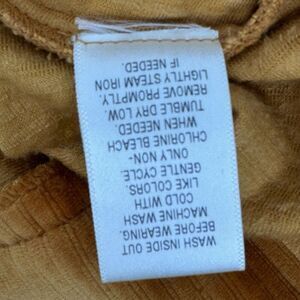 WASH INSIDE OUT
BEFORE WEARING.
MACHINE WASH
COLD WITH
LIKE COLORS.
GENTLE CYCLE.
ONLY NON-
CHLORINE BLEACH
WHEN NEEDED.
TUMBLE DRY LOW.
REMOVE PROMPTLY.
LIGHTLY STEAM IRON
IF NEEDED.